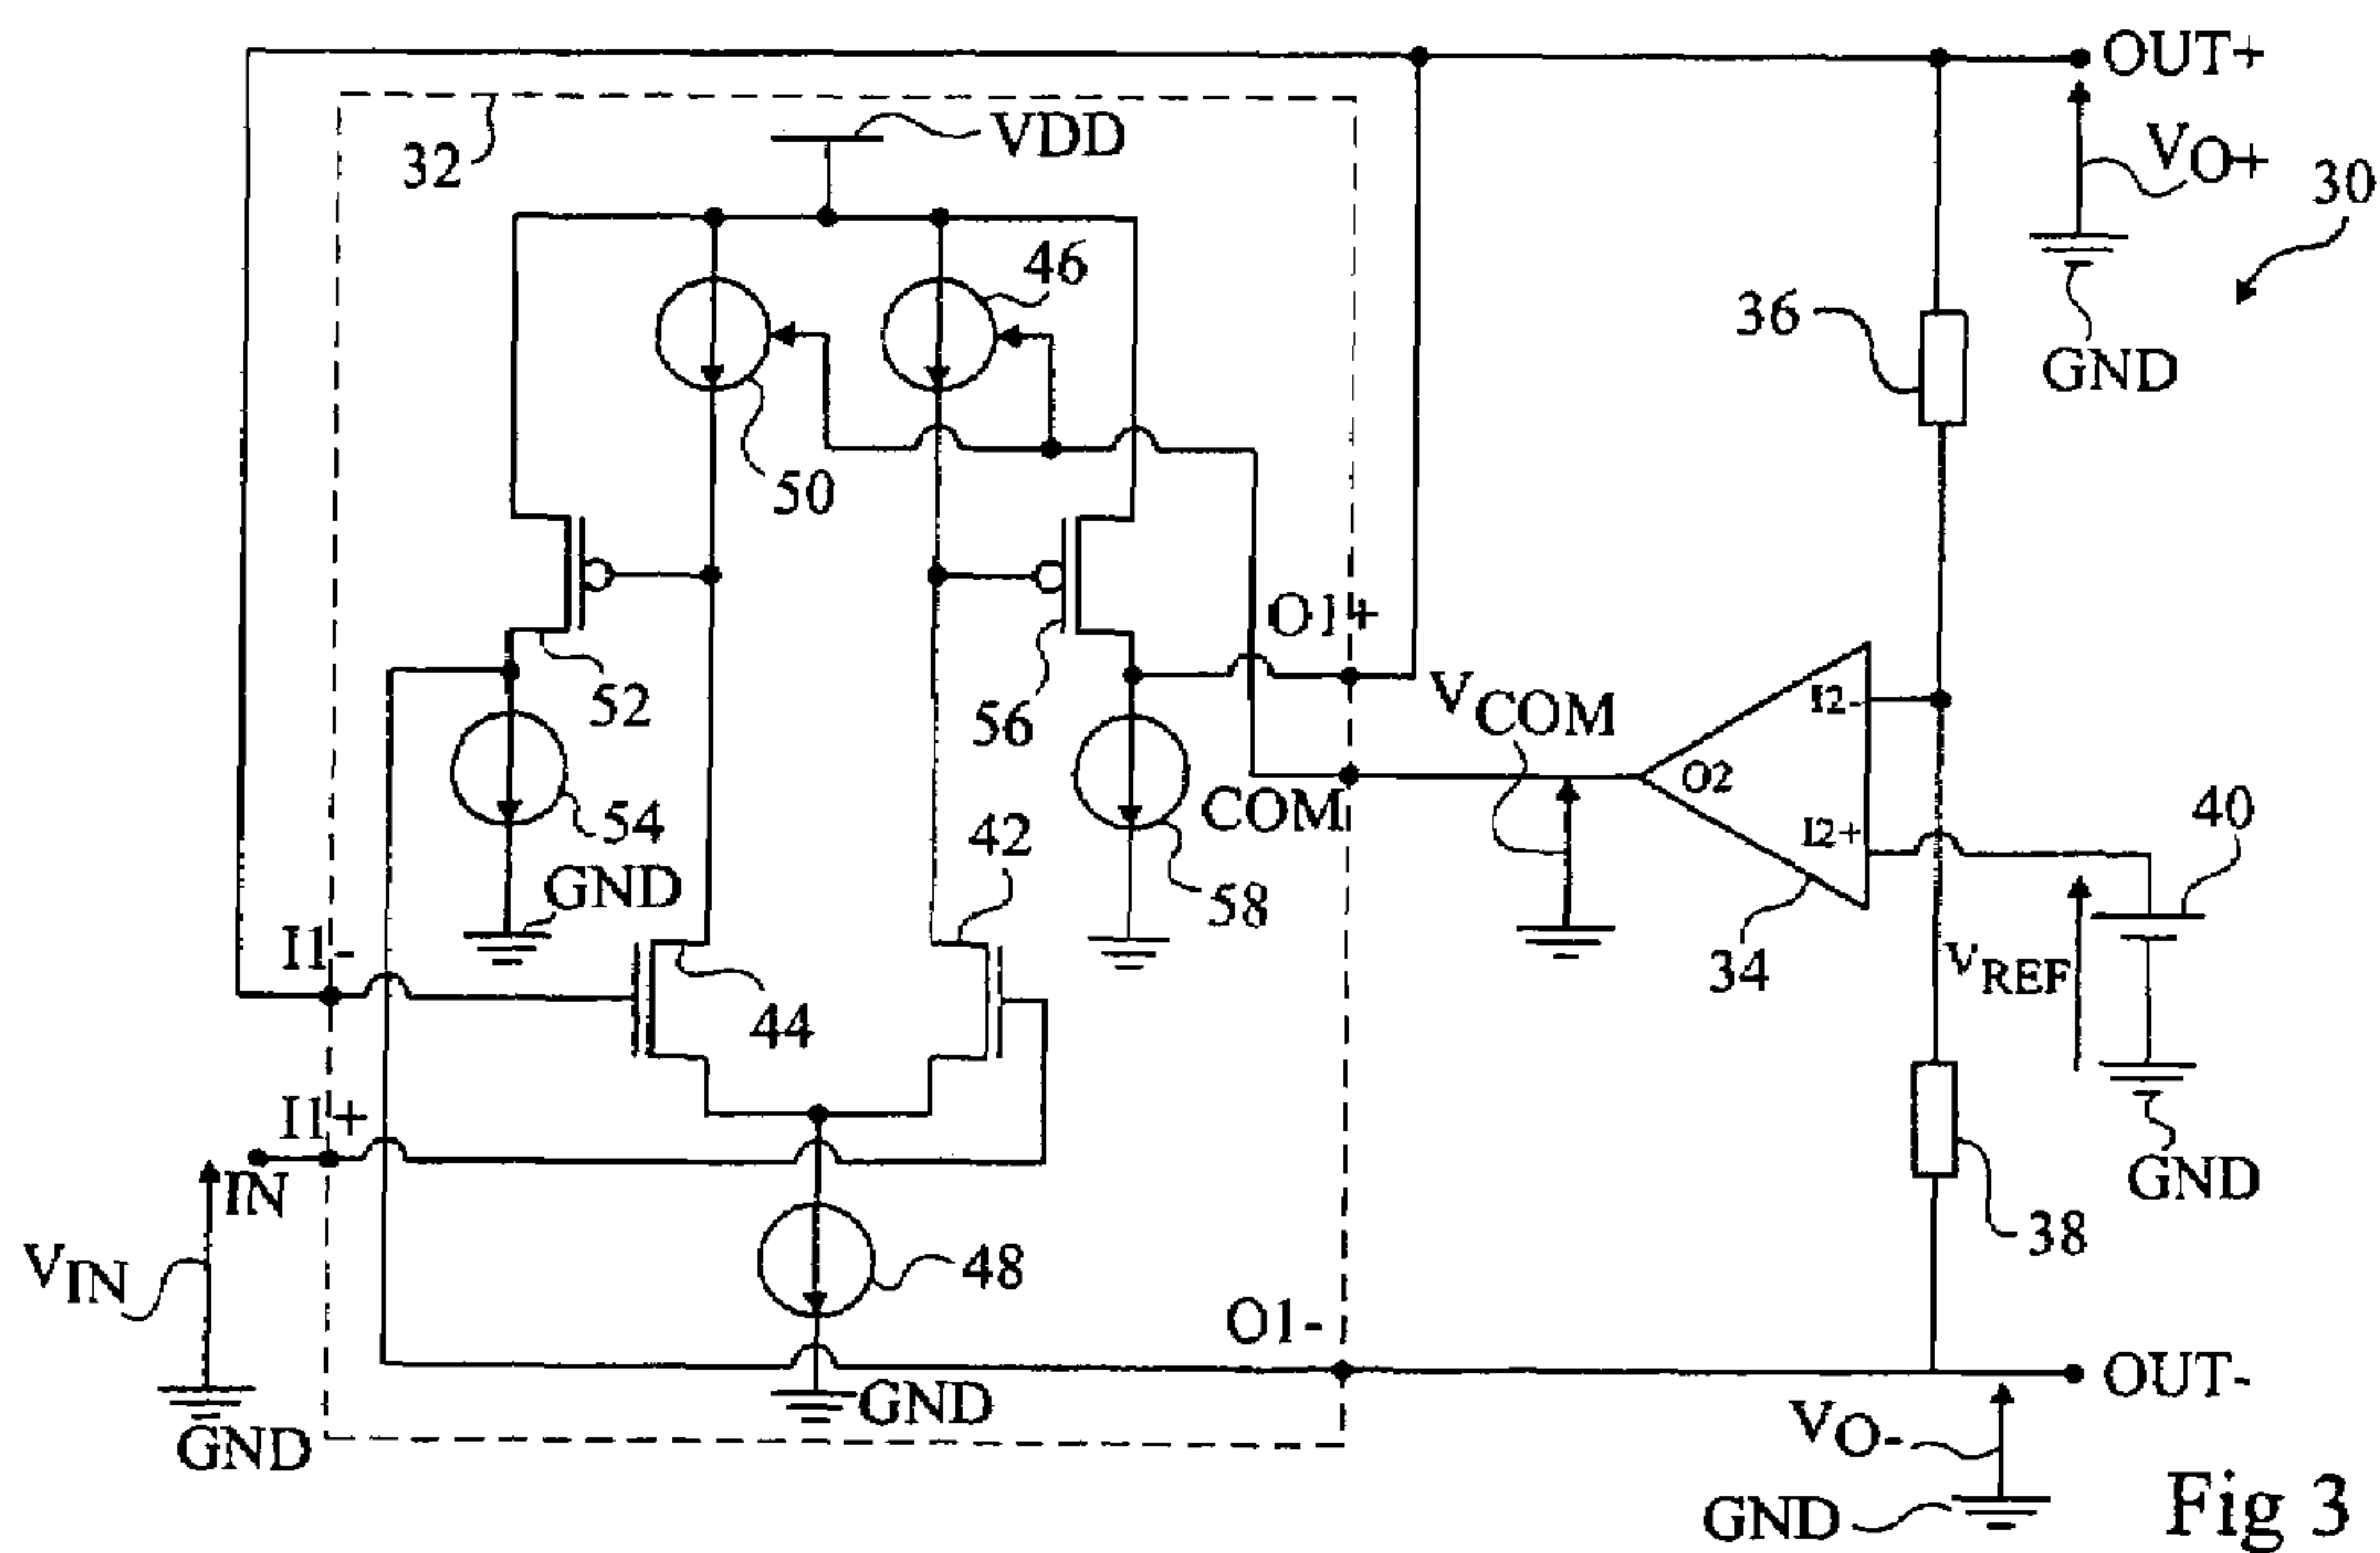 OUT+
VDD
32
VO+
30
46
36
GND
50
O1+
52
56
VCOM
I2-
O2
40
54
42
COM
I2+
GND
58
I1-
34
VREF
44
I1+
GND
IN
38
VIN
48
O1-
OUT-
GND
VO-
GND
GND
Fig 3